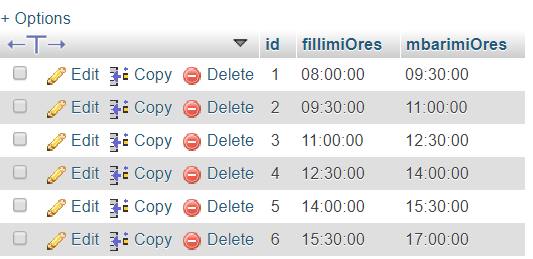 + Options
←T→ id fillimiOres mbarimiOres
Edit Copy Delete 1 08:00:00 09:30:00
Edit Copy Delete 2 09:30:00 11:00:00
Edit Copy Delete 3 11:00:00 12:30:00
Edit Copy Delete 4 12:30:00 14:00:00
Edit Copy Delete 5 14:00:00 15:30:00
Edit Copy Delete 6 15:30:00 17:00:00